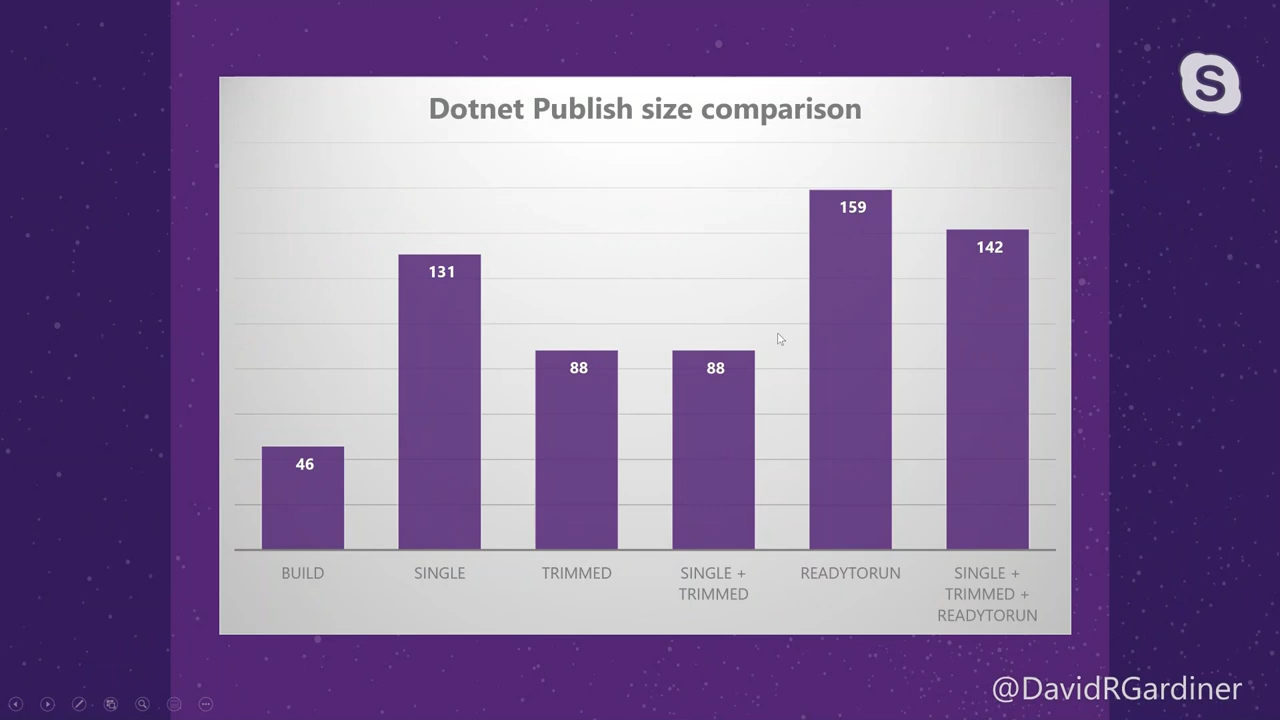 Dotnet Publish size comparison
S
159
142
131
88
88
46
BUILD
SINGLE
TRIMMED
SINGLE +
TRIMMED
READYTORUN
SINGLE +
TRIMMED +
READYTORUN
@DavidRGardiner